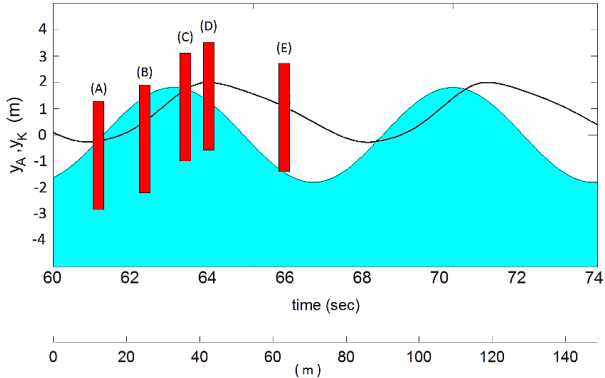 4
(D)
(C)
3
(E)
(B)
2
(A)
1
0
-1
-2
-3
-4
y_A ,y_K (m)
60 62 64 66 68 70 72 74
time (sec)
0 20 40 60 80 100 120 140
( m )